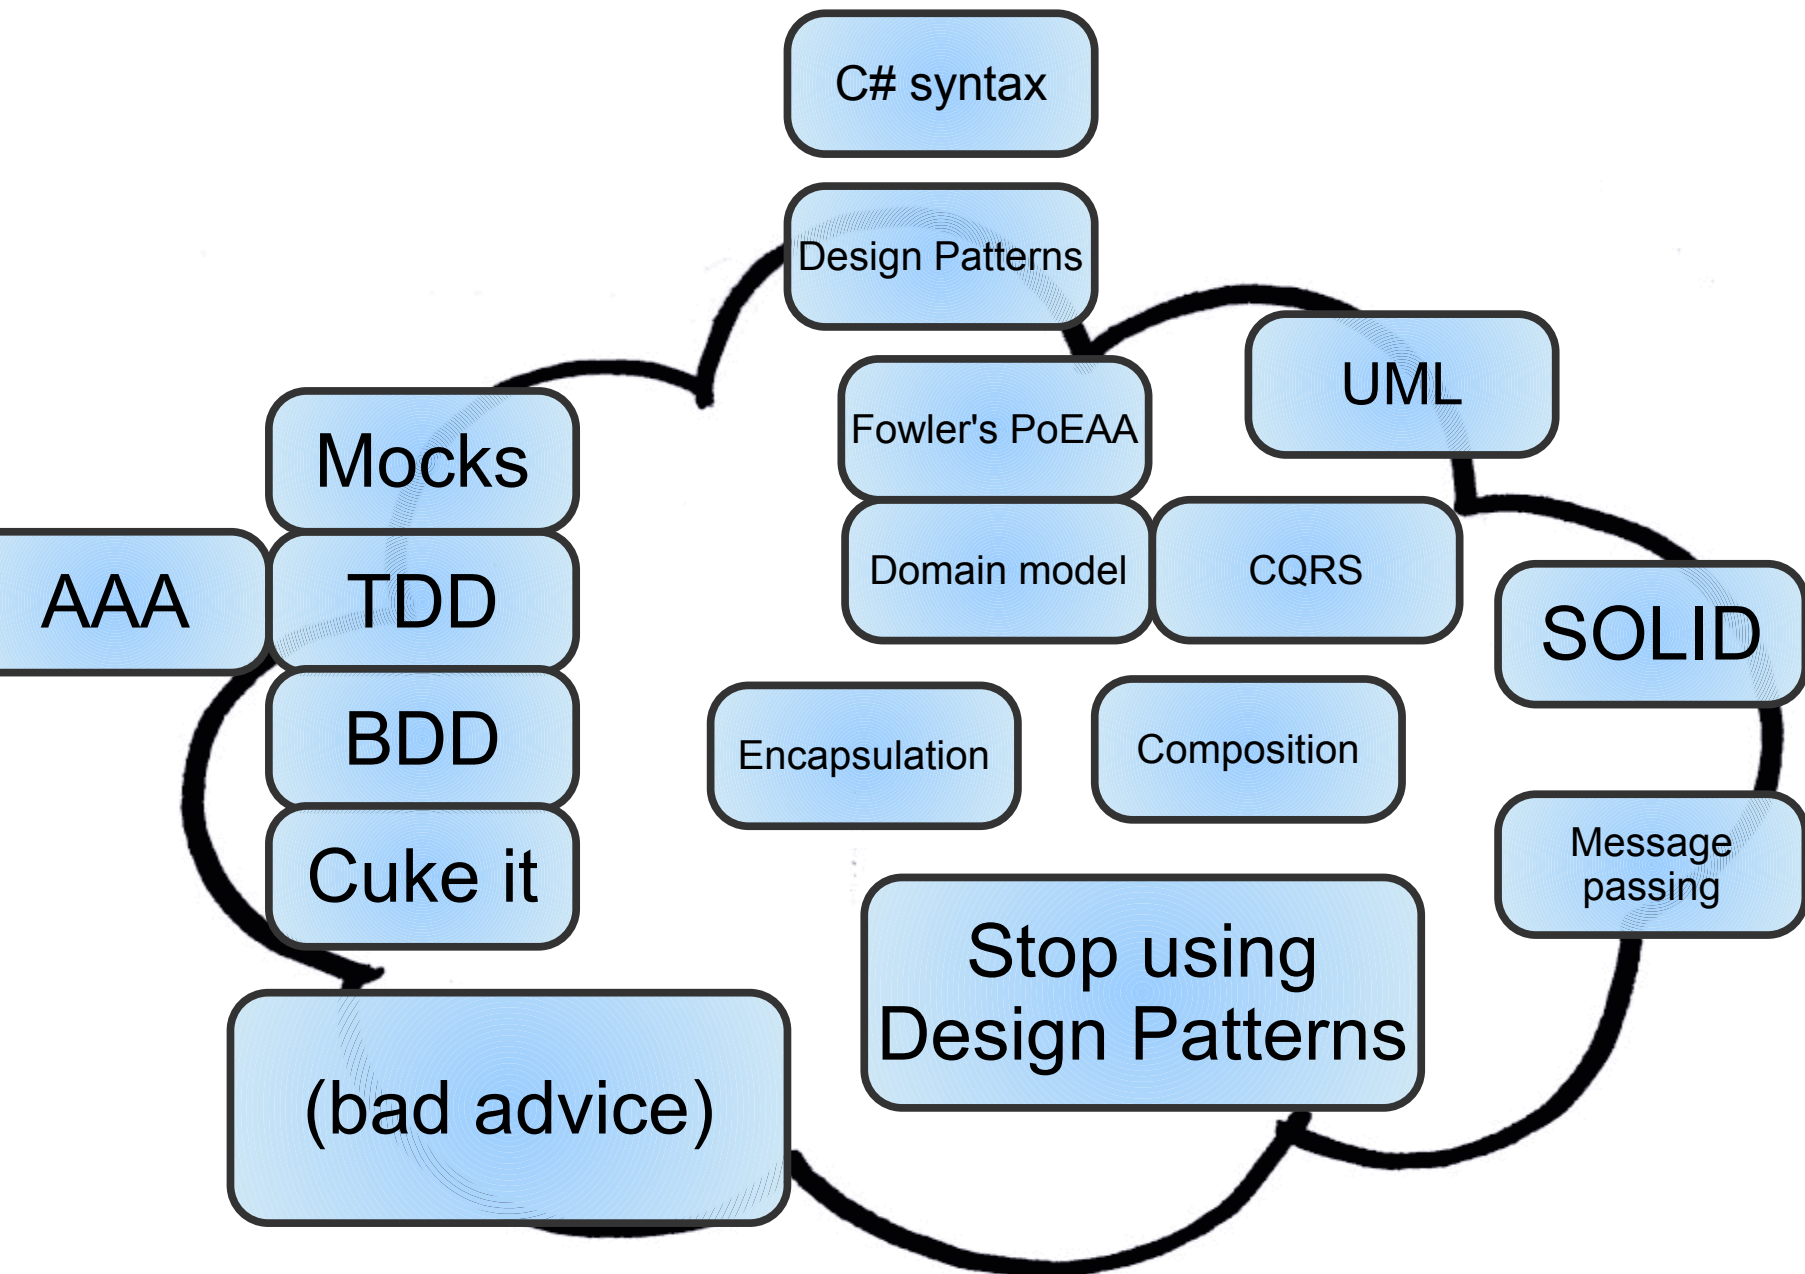 C# syntax
Design Patterns
UML
Mocks
Fowler's PoEAA
AAA
TDD
Domain model
CQRS
SOLID
BDD
Encapsulation
Composition
Cuke it
Message
passing
Stop using
Design Patterns
(bad advice)